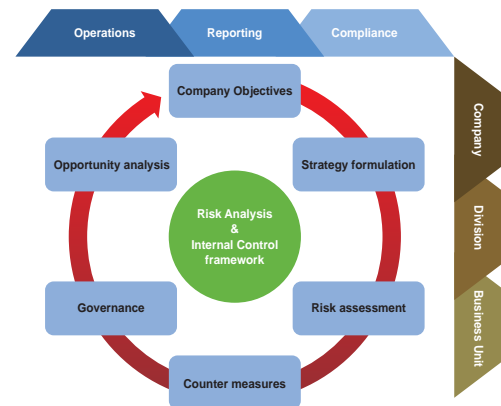 Operations
Reporting
Compliance
Company Objectives
Company
Opportunity analysis
Strategy formulation
Risk Analysis
&
Internal Control
framework
Division
Governance
Risk assessment
Business Unit
Counter measures